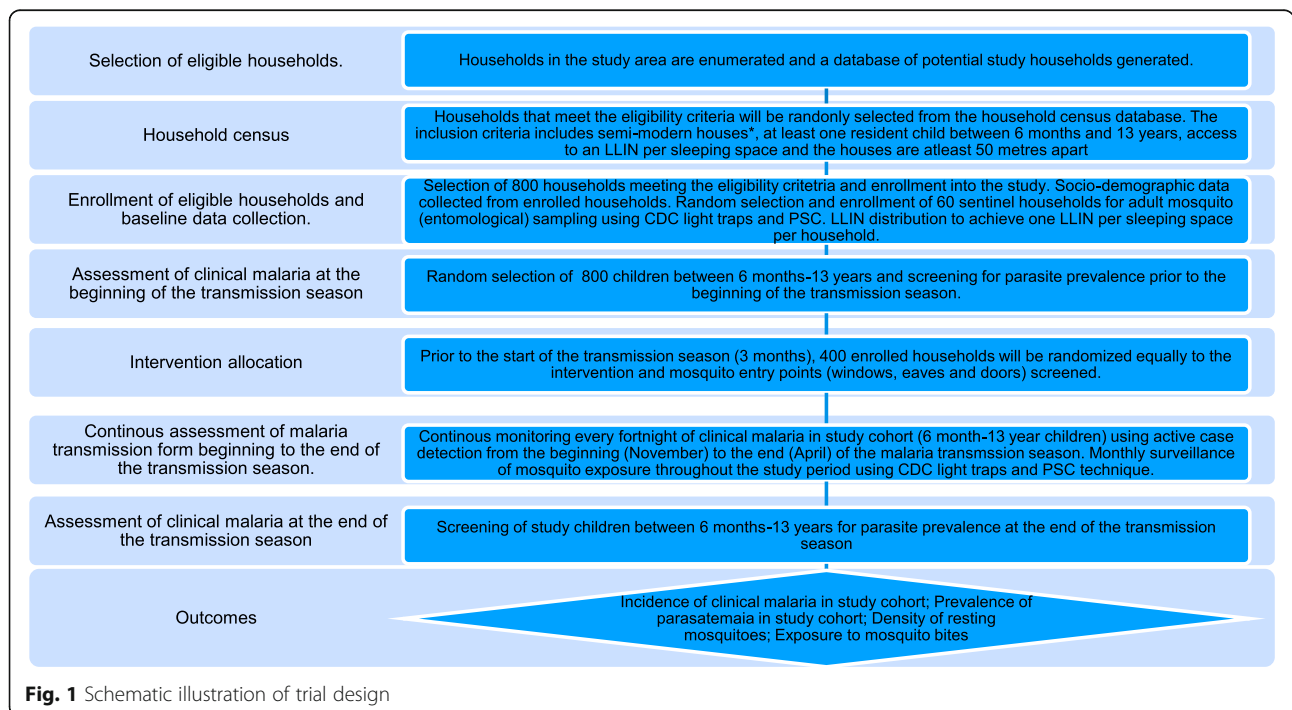 Selection of eligible households.
Households in the study area are enumerated and a database of potential study households generated.
Household census
Households that meet the eligibility criteria will be randonly selected from the household census database. The
inclusion criteria includes semi-modern houses*, at least one resident child between 6 months and 13 years, access
to an LLIN per sleeping space and the houses are atleast 50 metres apart
Enrollment of eligible households and
baseline data collection.
Selection of 800 households meeting the eligibility critetria and enrollment into the study. Socio-demographic data
collected from enrolled households. Random selection and enrollment of 60 sentinel households for adult mosquito
(entomological) sampling using CDC light traps and PSC. LLIN distribution to achieve one LLIN per sleeping space
per household.
Assessment of clinical malaria at the
beginning of the transmission season
Random selection of 800 children between 6 months-13 years and screening for parasite prevalence prior to the
beginning of the transmission season.
Intervention allocation
Prior to the start of the transmission season (3 months), 400 enrolled households will be randomized equally to the
intervention and mosquito entry points (windows, eaves and doors) screened.
Continous assessment of malaria
transmission form beginning to the end of
the transmission season.
Continous monitoring every fortnight of clinical malaria in study cohort (6 month-13 year children) using active case
detection from the beginning (November) to the end (April) of the malaria transmssion season. Monthly surveillance
of mosquito exposure throughout the study period using CDC light traps and PSC technique.
Assessment of clinical malaria at the end of
the transmission season
Screening of study children between 6 months-13 years for parasite prevalence at the end of the transmission
season
Outcomes
Incidence of clinical malaria in study cohort; Prevalence of
parasatemaia in study cohort; Density of resting
mosquitoes; Exposure to mosquito bites
Fig. 1 Schematic illustration of trial design